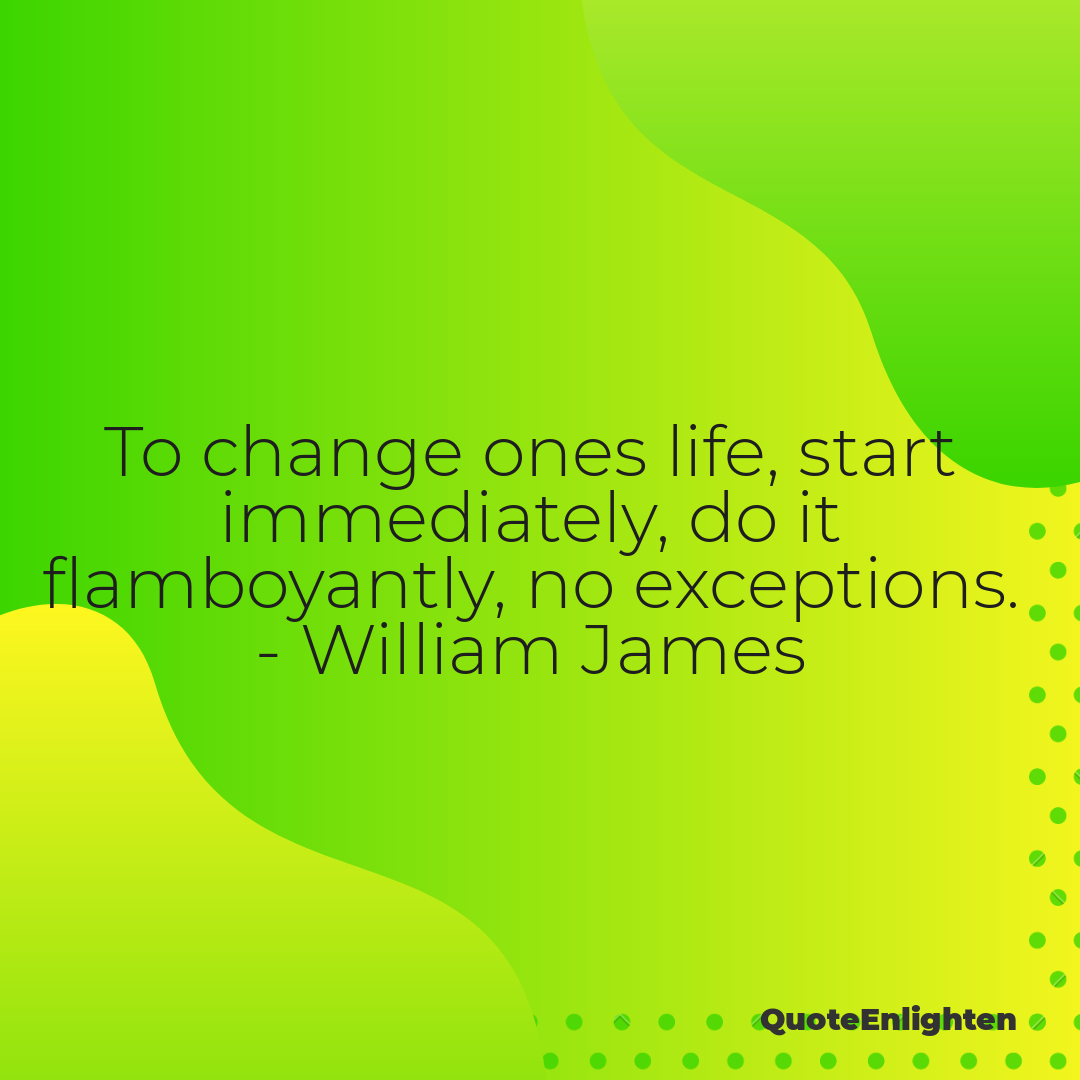 To change ones life, start
immediately, do it
flamboyantly, no exceptions.
- William James
QuoteEnlighten